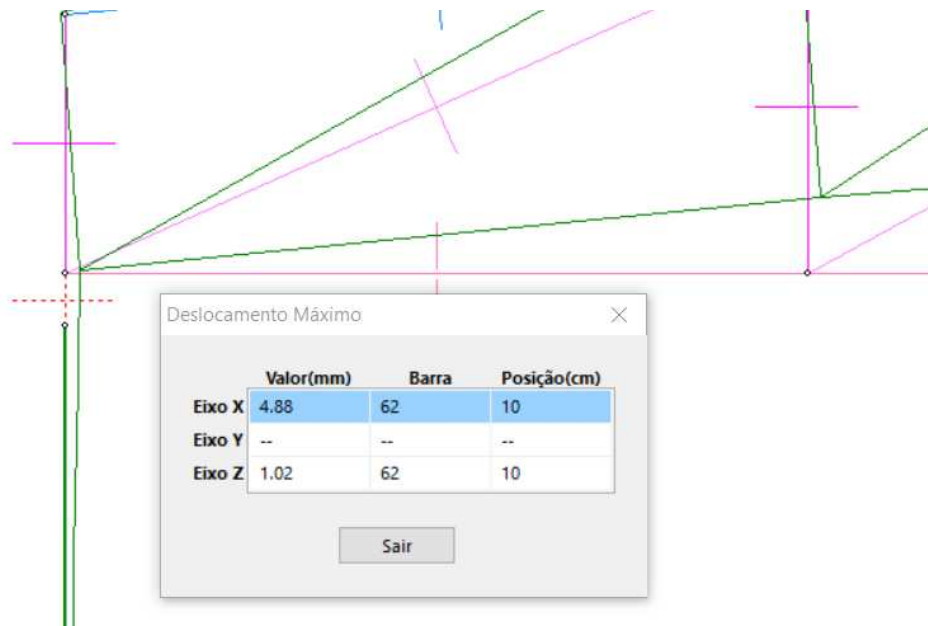 Deslocamento Máximo
Valor(mm) Barra Posição(cm)
Eixo X 4.88 62 10
Eixo Y -- -- --
Eixo Z 1.02 62 10
Sair